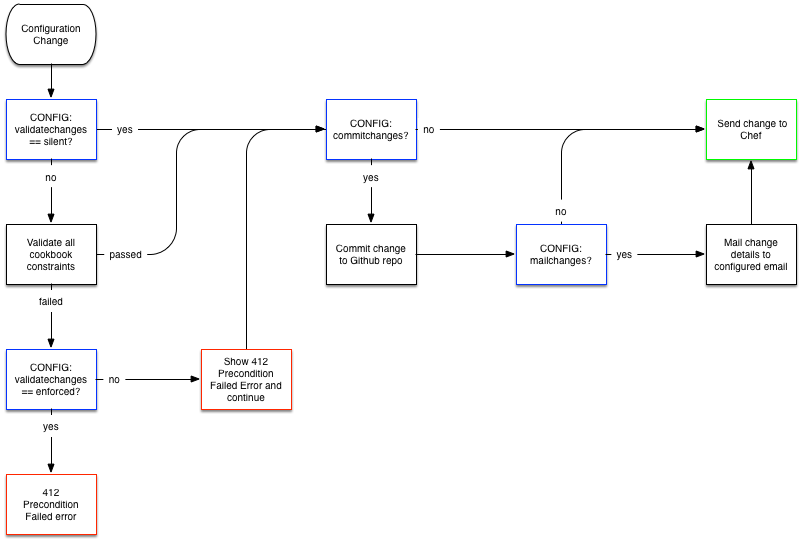 Configuration
Change
CONFIG:
validatechanges
== silent?
yes
CONFIG:
commitchanges?
no
Send change to
Chef
no
yes
no
Validate all
cookbook
constraints
passed
Commit change
to Github repo
CONFIG:
mailchanges?
yes
Mail change
details to
configured email
failed
CONFIG:
validatechanges
== enforced?
no
Show 412
Precondition
Failed Error and
continue
yes
412
Precondition
Failed error